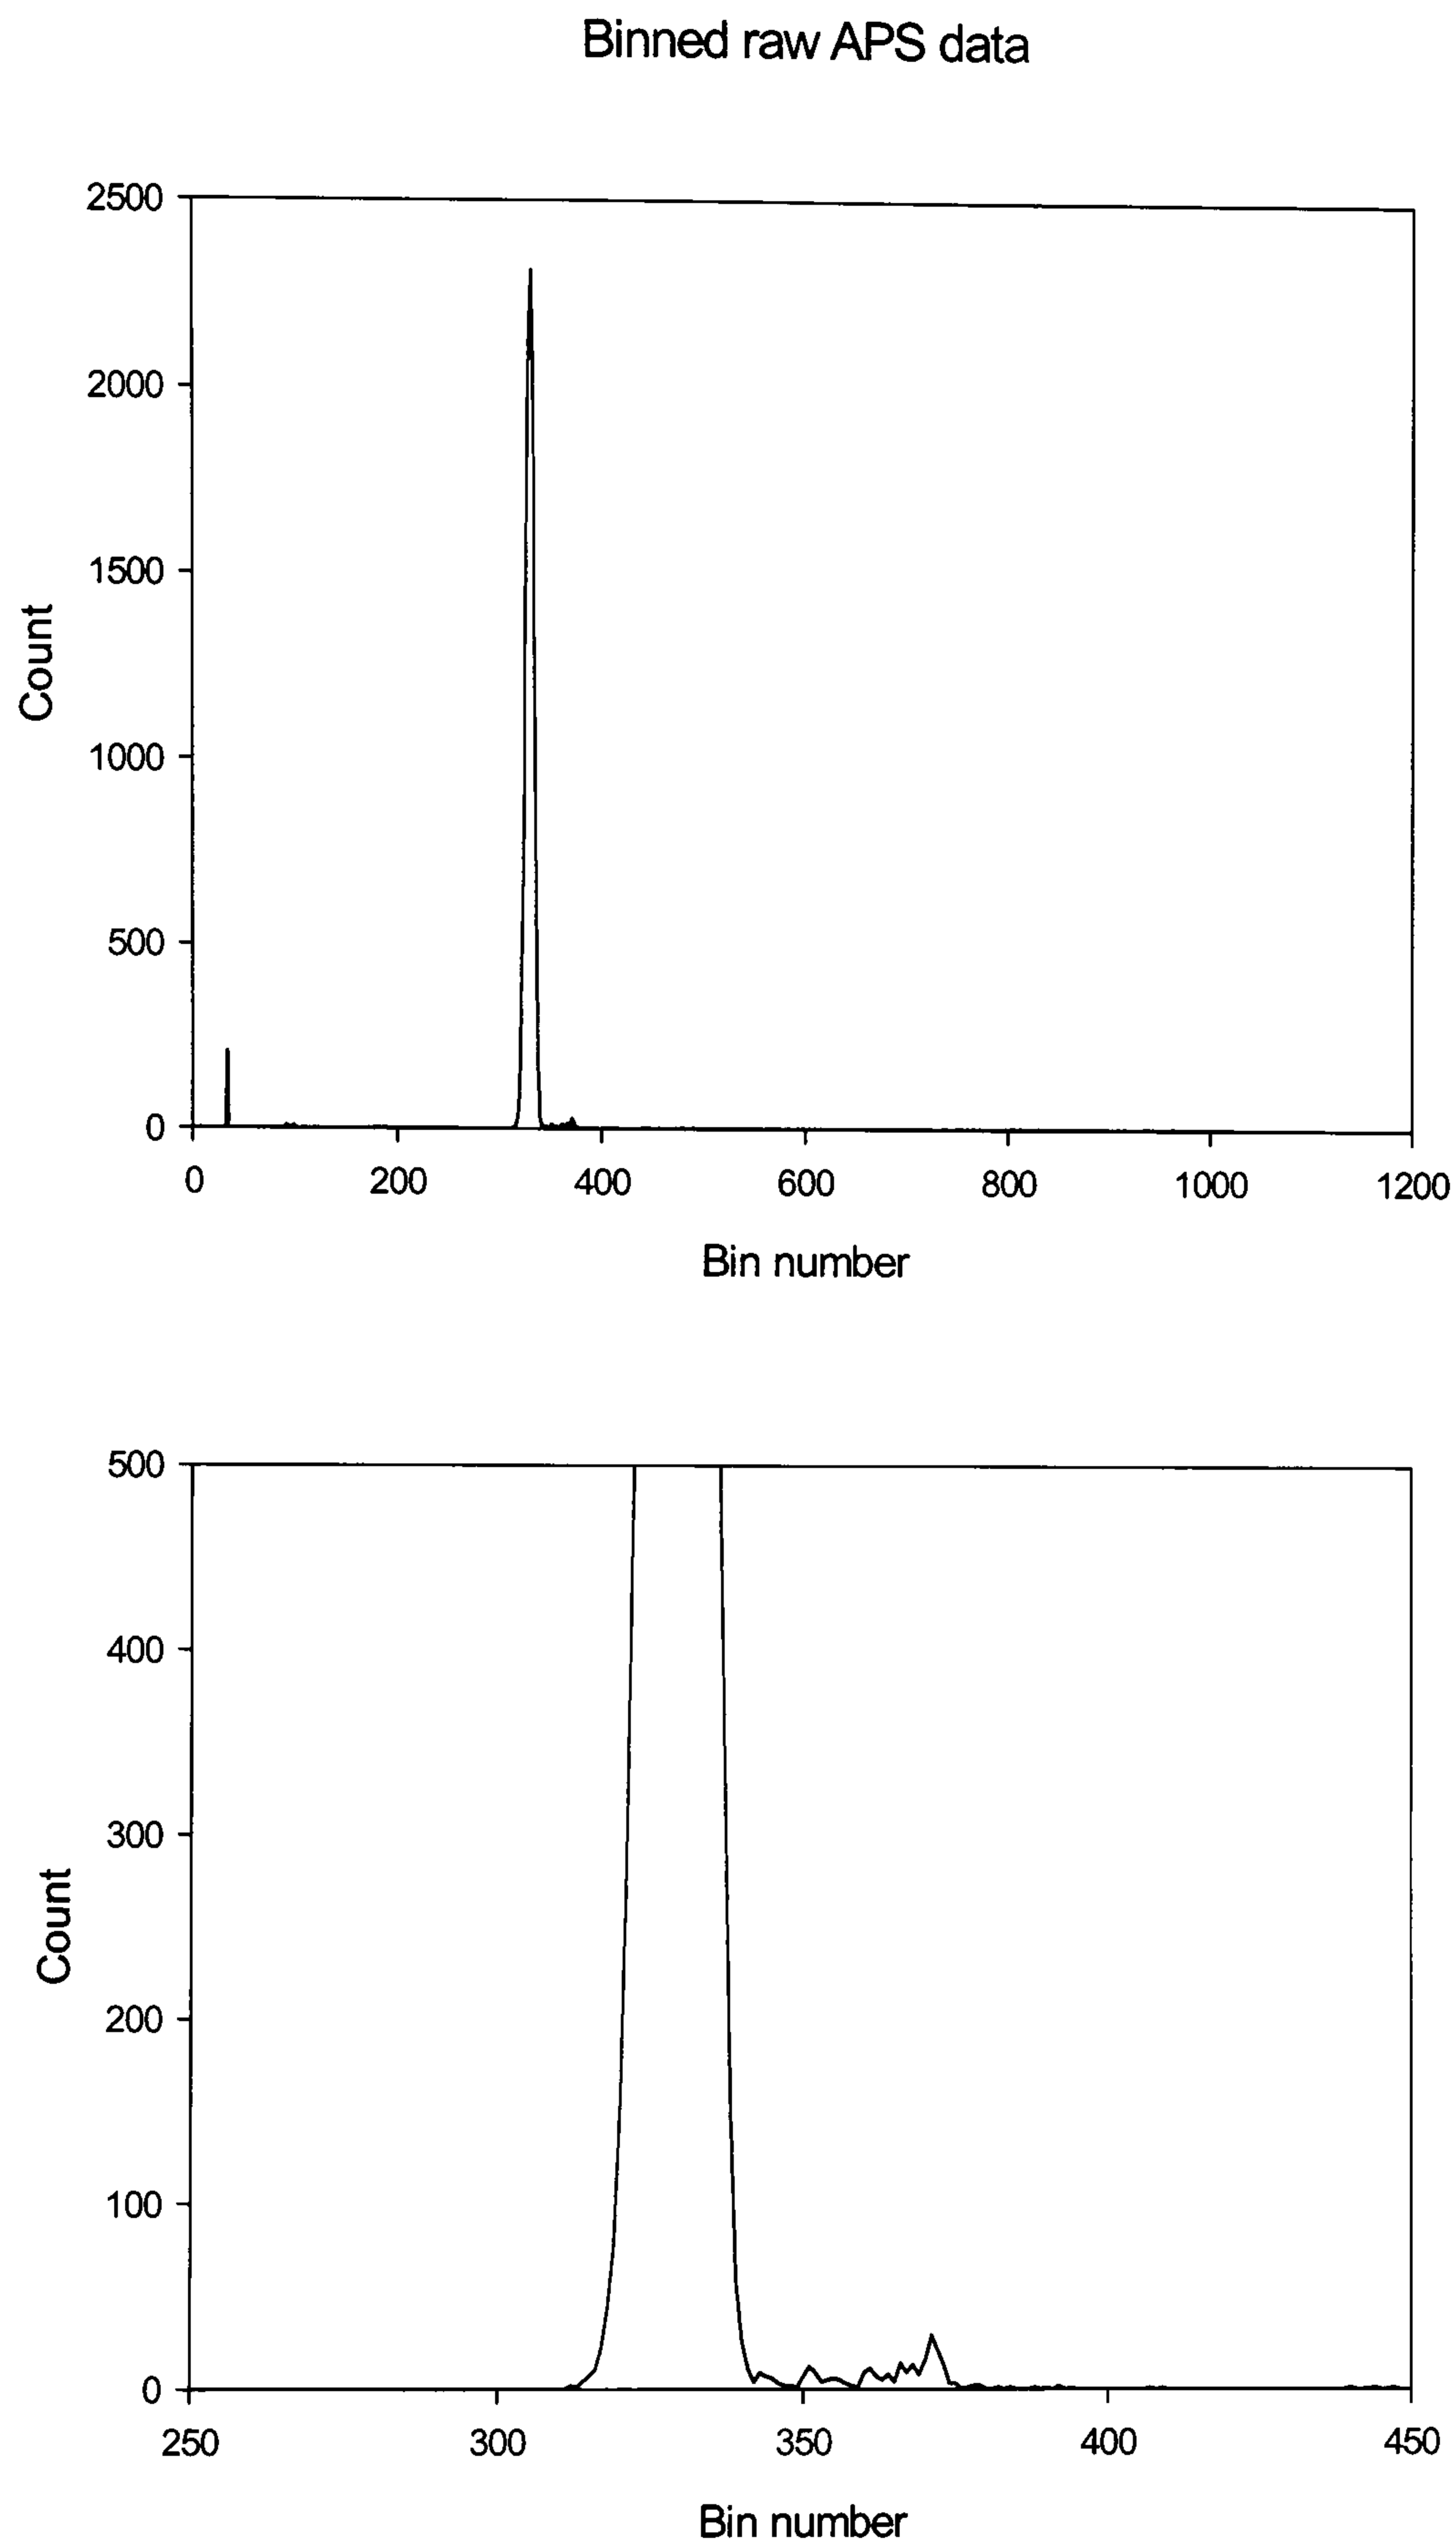 Binned raw APS data
2500
2000
1500
1000
500
0
Count
0 200 400 600 800 1000 1200
Bin number
500
400
300
200
100
0
Count
250 300 350 400 450
Bin number